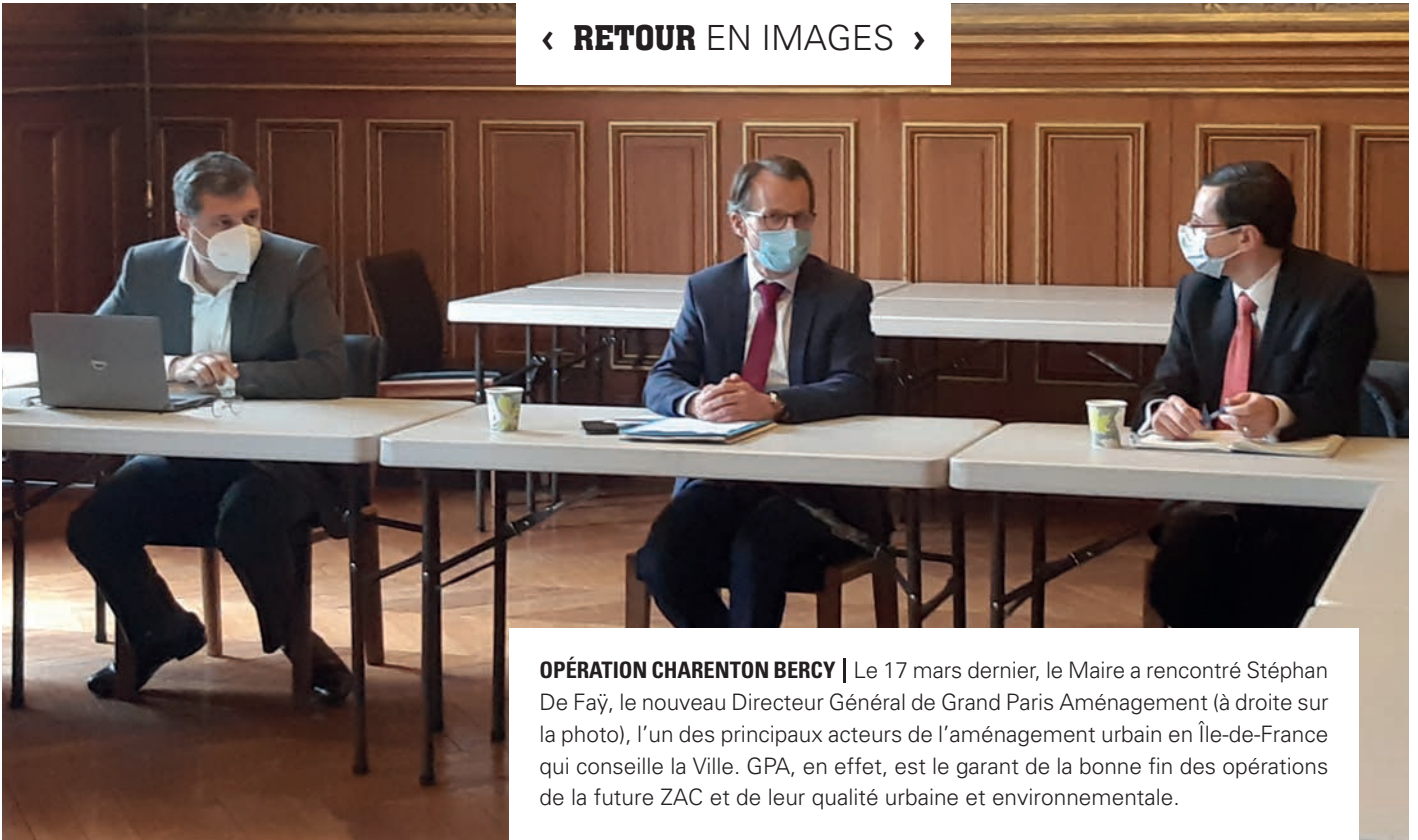 ‹ RETOUR EN IMAGES ›
OPÉRATION CHARENTON BERCY | Le 17 mars dernier, le Maire a rencontré Stéphan
De Faÿ, le nouveau Directeur Général de Grand Paris Aménagement (à droite sur
la photo), l’un des principaux acteurs de l’aménagement urbain en Île-de-France
qui conseille la Ville. GPA, en effet, est le garant de la bonne fin des opérations
de la future ZAC et de leur qualité urbaine et environnementale.